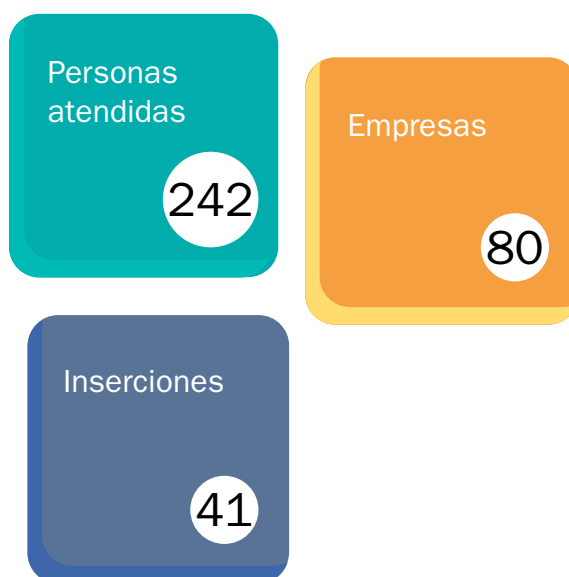 Personas
atendidas
242
Empresas
80
Inserciones
41